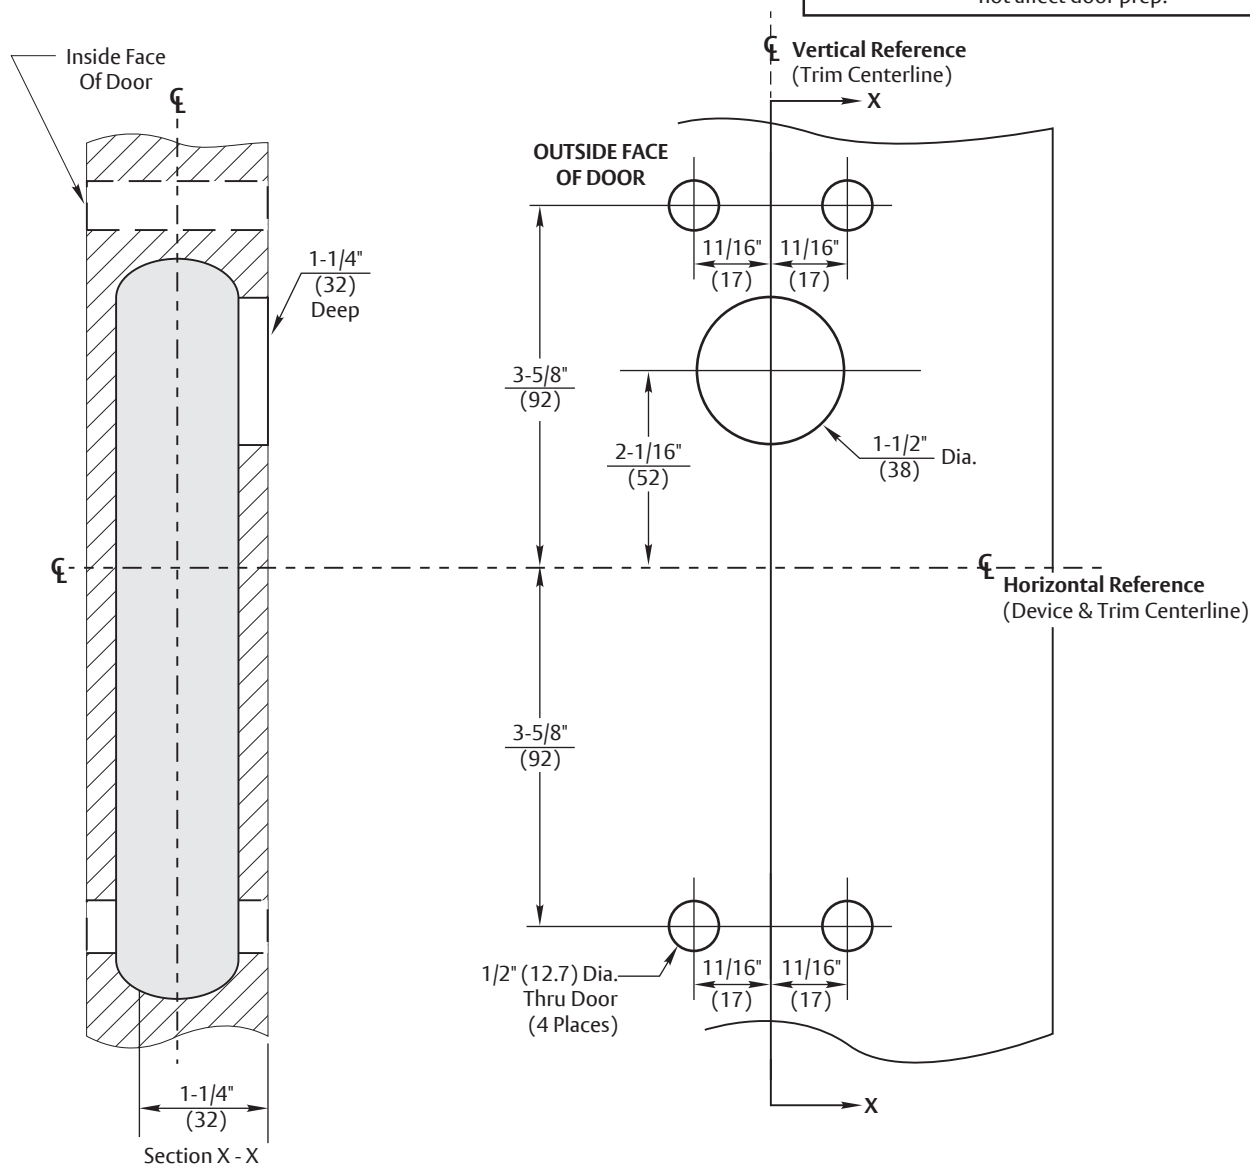 not affect door prep.
Inside Face
Of Door
℄
℄ Vertical Reference
(Trim Centerline)
X
OUTSIDE FACE
OF DOOR
11/16" 11/16"
(17) (17)
1-1/4"
(32)
Deep
3-5/8"
(92)
2-1/16"
(52)
1-1/2"
(38) Dia.
℄
℄
Horizontal Reference
(Device & Trim Centerline)
3-5/8"
(92)
1/2" (12.7) Dia.
Thru Door
(4 Places)
11/16" 11/16"
(17) (17)
1-1/4"
(32)
X
Section X - X